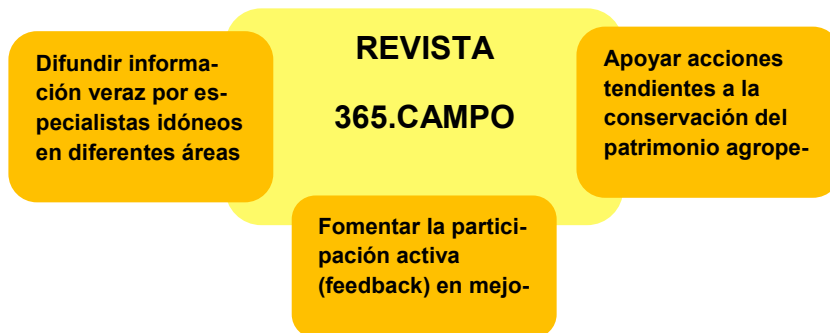 REVISTA
365.CAMPO
Difundir informa-
ción veraz por es-
pecialistas idóneos
en diferentes áreas
Fomentar la partici-
pación activa
(feedback) en mejo-
Apoyar acciones
tendientes a la
conservación del
patrimonio agrope-